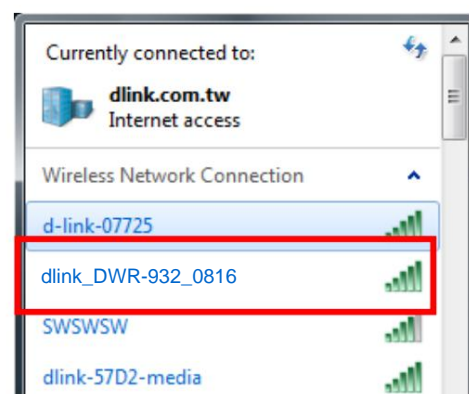 Currently connected to:
dlink.com.tw
Internet access
Wireless Network Connection
d-link-07725
dlink_DWR-932_0816
SWSWSW
dlink-57D2-media